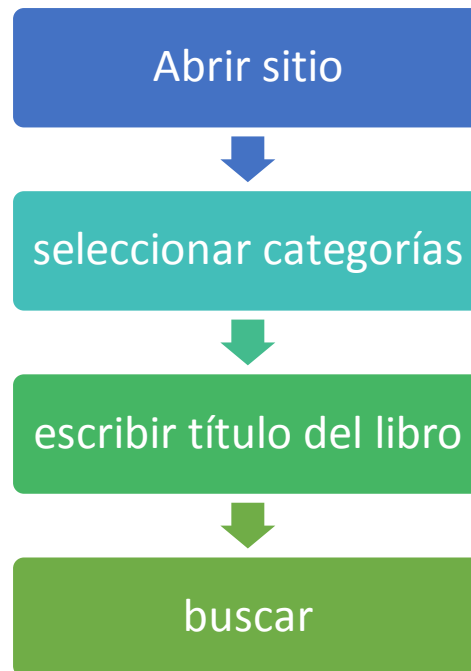 Abrir sitio
seleccionar categorías
escribir título del libro
buscar